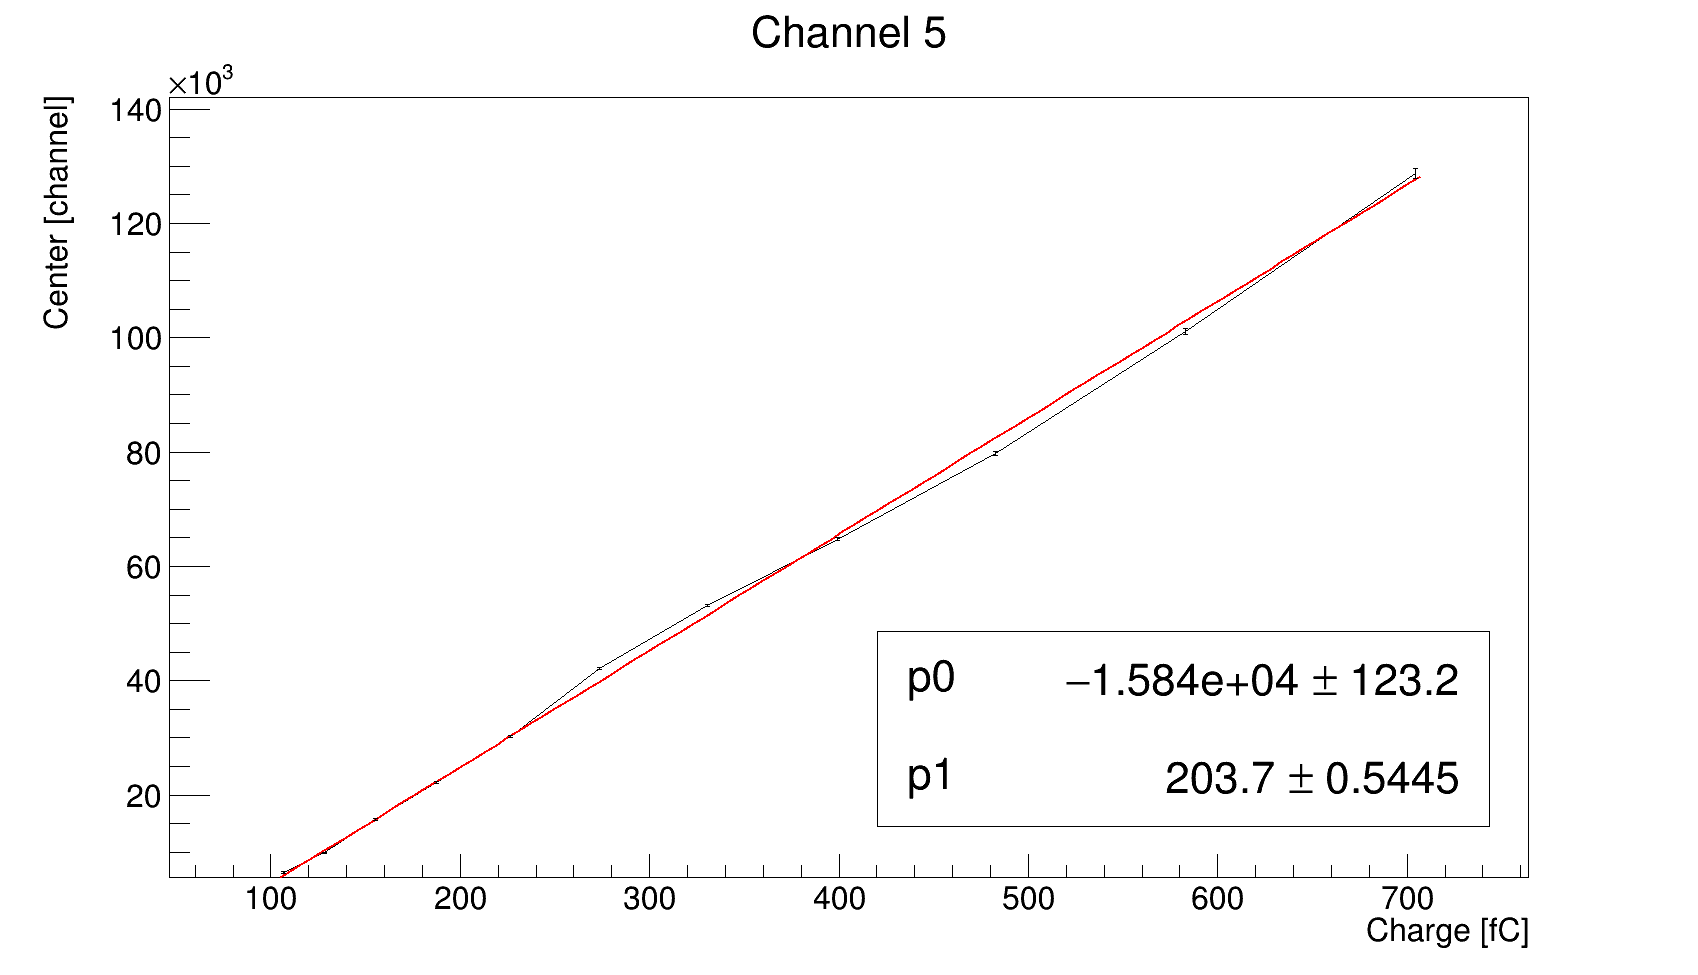 Channel 5
×10³
Center [channel]
140
120
100
80
60
40
20
p0 −1.584e+04 ± 123.2
p1 203.7 ± 0.5445
100 200 300 400 500 600 700
Charge [fC]